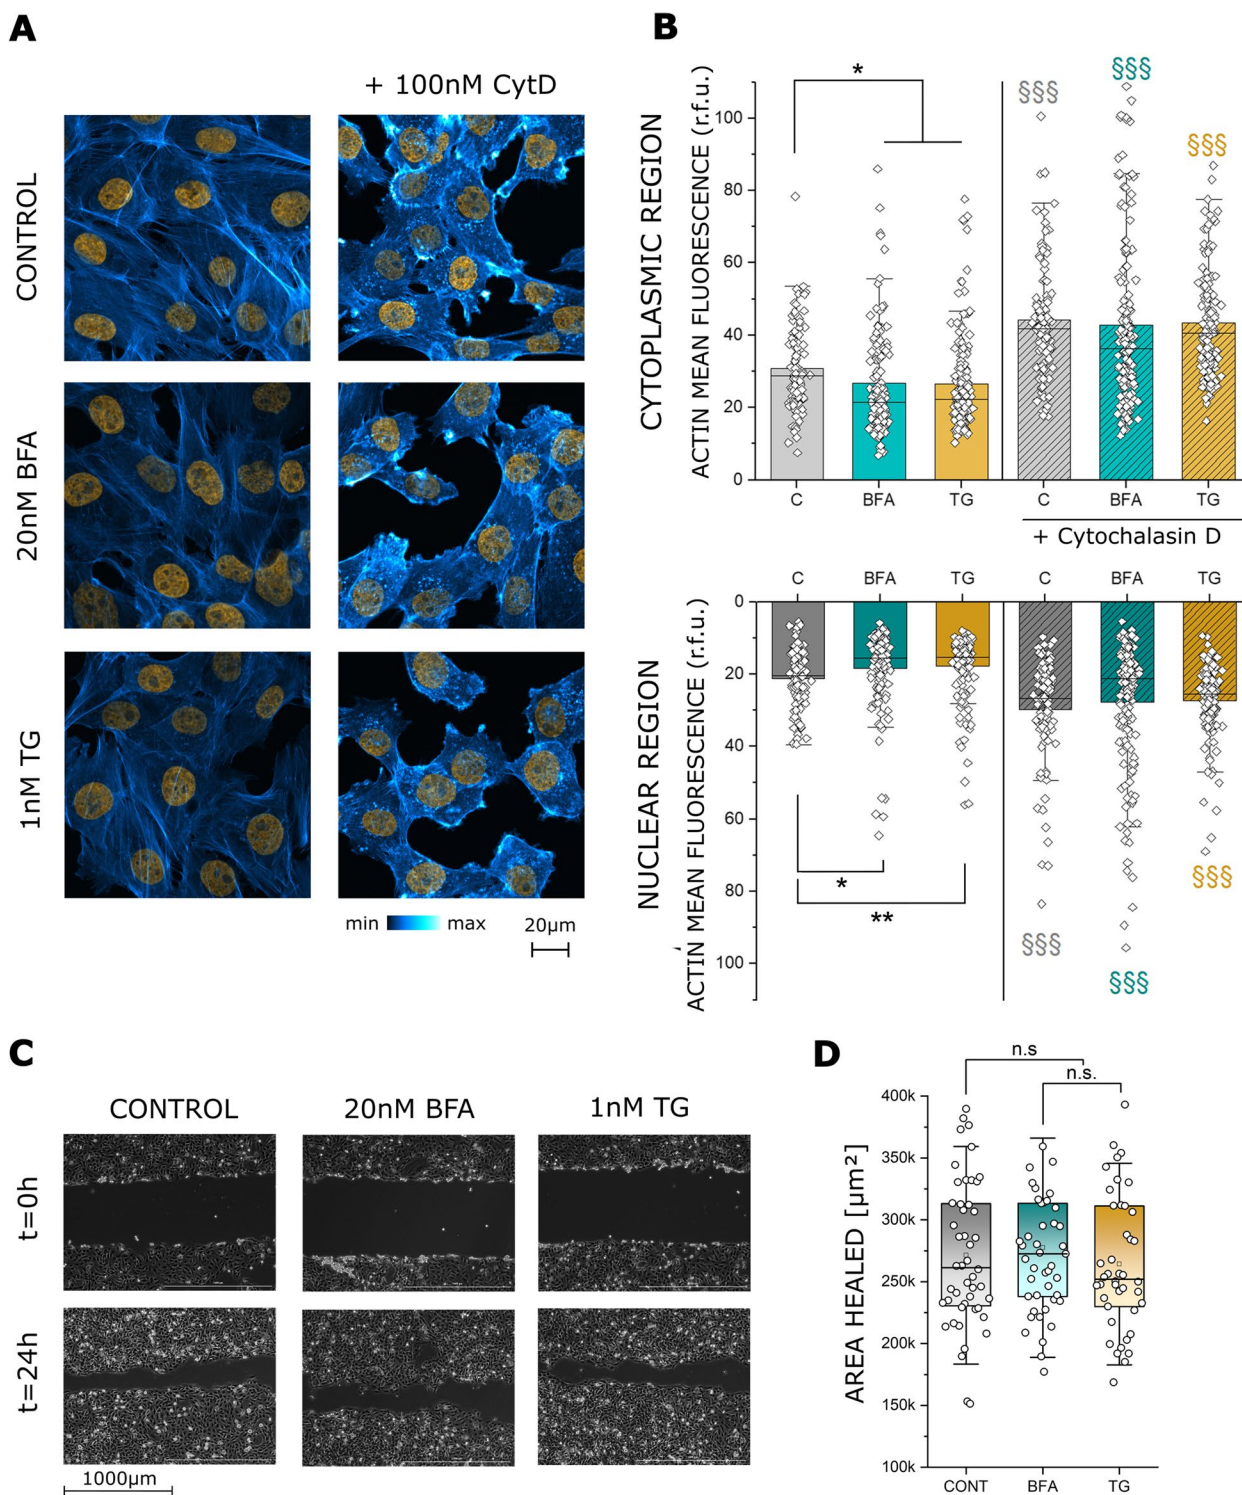 A
+ 100nM CytD
CONTROL
20nM BFA
1nM TG
min
max
20µm
B
§§§
§§§
§§§
*
CYTOPLASMIC REGION
ACTIN MEAN FLUORESCENCE (r.f.u.)
100
80
60
40
20
0
C
BFA
TG
C
BFA
TG
+ Cytochalasin D
C
BFA
TG
C
BFA
TG
NUCLEAR REGION
ACTIN MEAN FLUORESCENCE (r.f.u.)
0
20
40
60
80
100
*
**
§§§
§§§
§§§
C
CONTROL
20nM BFA
1nM TG
t=0h
t=24h
1000µm
D
n.s
n.s.
AREA HEALED [µm²]
400k
350k
300k
250k
200k
150k
100k
CONT
BFA
TG